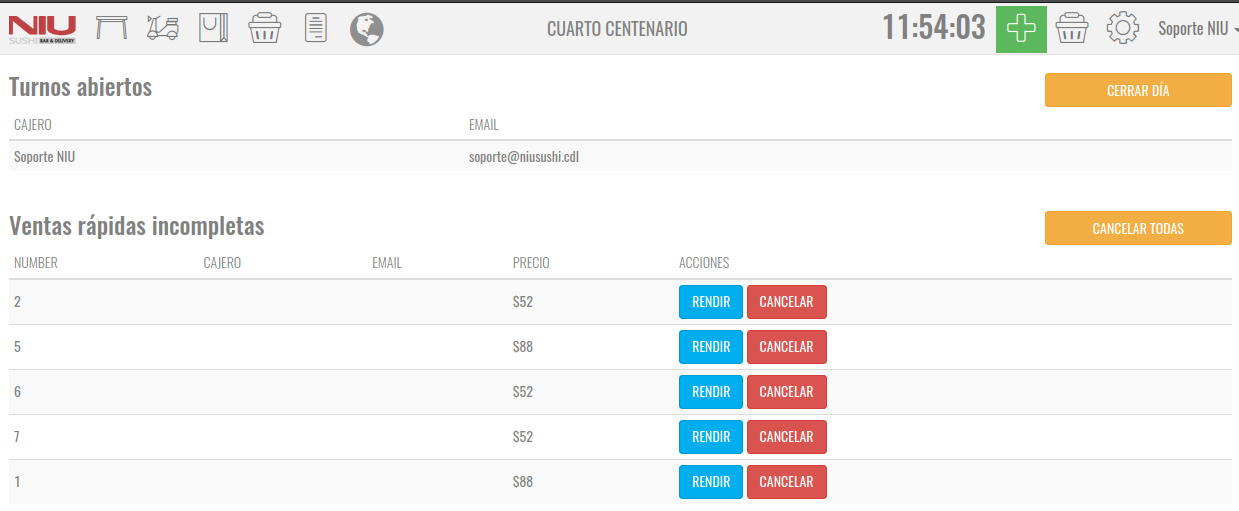 NIU
SUSHI BAR & DELIVERY
CUARTO CENTENARIO
11:54:03
Soporte NIU
Turnos abiertos
CERRAR DÍA
CAJERO EMAIL
Soporte NIU soporte@niusushi.cdl
Ventas rápidas incompletas
CANCELAR TODAS
NUMBER CAJERO EMAIL PRECIO ACCIONES
2 $52 RENDIR CANCELAR
5 $88 RENDIR CANCELAR
6 $52 RENDIR CANCELAR
7 $52 RENDIR CANCELAR
1 $88 RENDIR CANCELAR